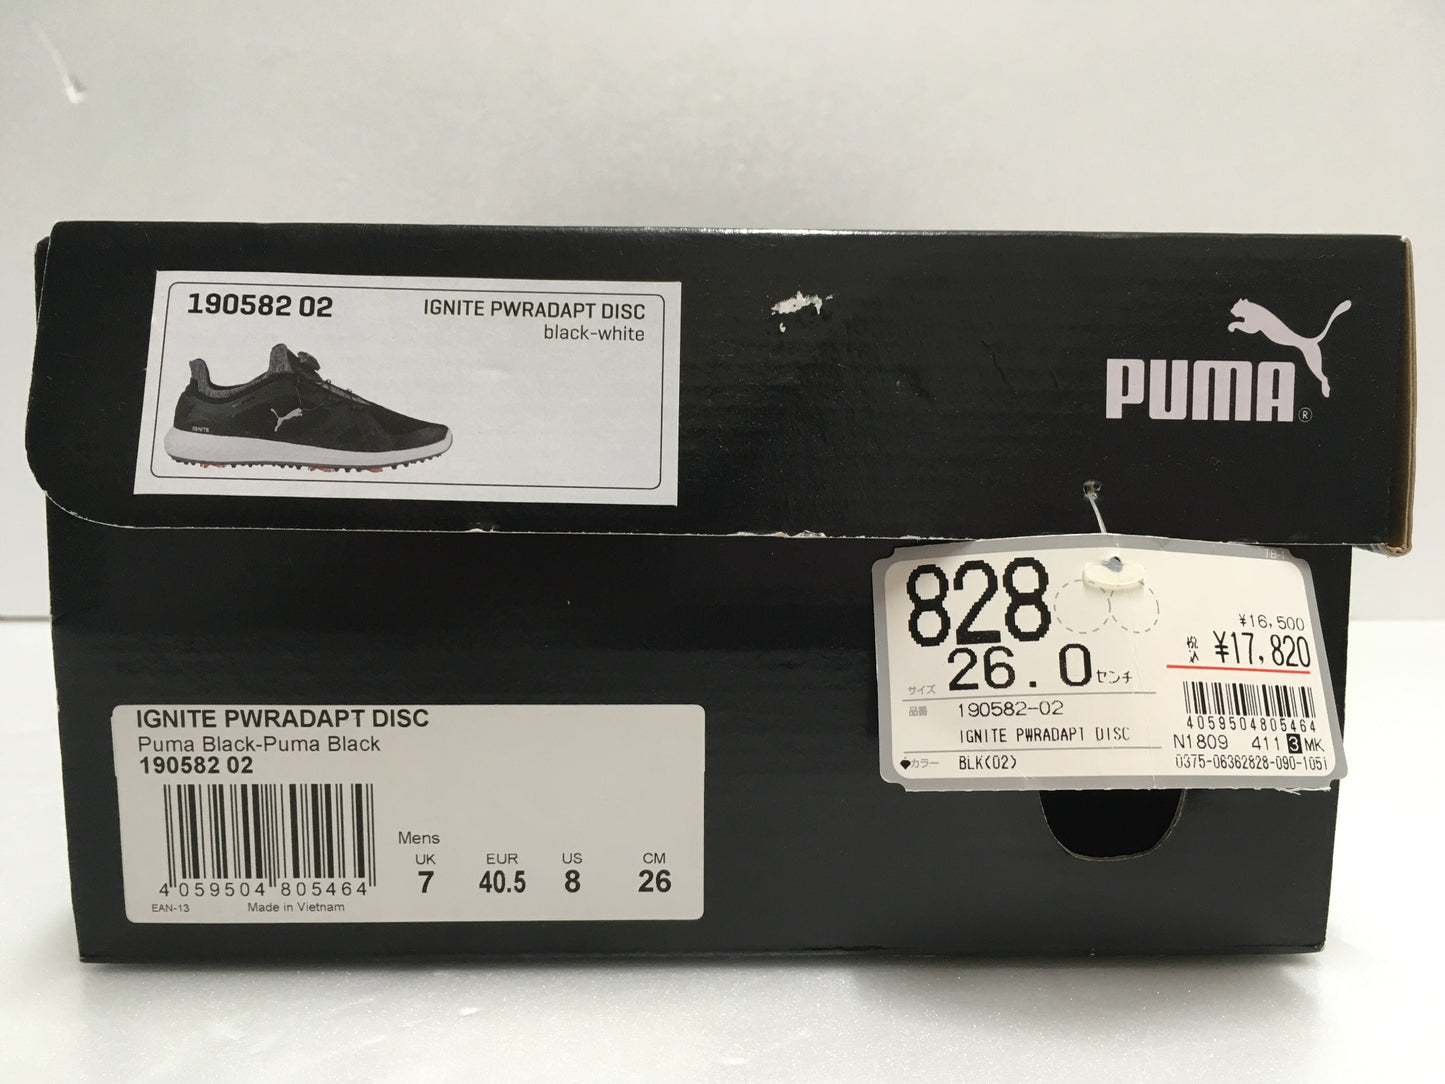 190582 02
IGNITE PWRADAPT DISC
black-white
IGNITE
PUMA®
TB-1
828
¥16,500
税込 ¥17,820
サイズ 26.0センチ
品番 190582-02
IGNITE PWRADAPT DISC
カラー BLK(02)
4059504805464
N1809 411 3 MK
0375-06362828-090-1051
IGNITE PWRADAPT DISC
Puma Black-Puma Black
190582 02
4 059504 805464
EAN-13 Made in Vietnam
Mens
UK EUR US CM
7 40.5 8 26